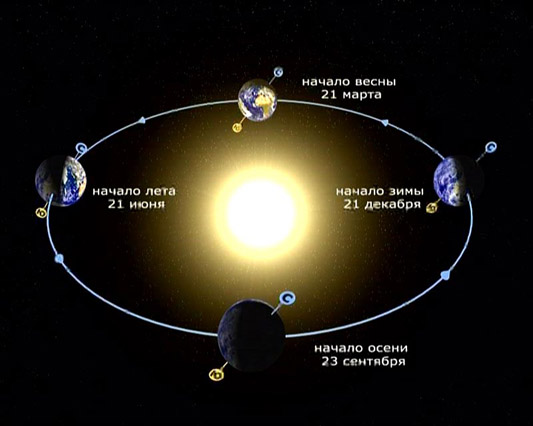 начало весны
21 марта
начало лета
21 июня
начало зимы
21 декабря
начало осени
23 сентября
С
Ю
С
Ю
С
Ю
С
Ю